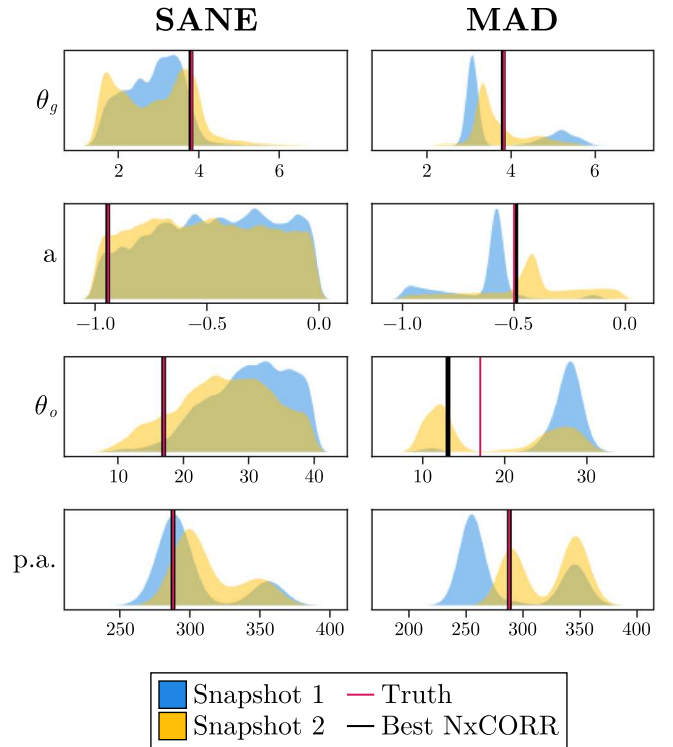 SANE MAD
θg
2 4 6
2 4 6
a
−1.0 −0.5 0.0
−1.0 −0.5 0.0
θo
10 20 30 40
10 20 30
p.a.
250 300 350 400
200 250 300 350 400
Snapshot 1 Truth
Snapshot 2 Best NxCORR